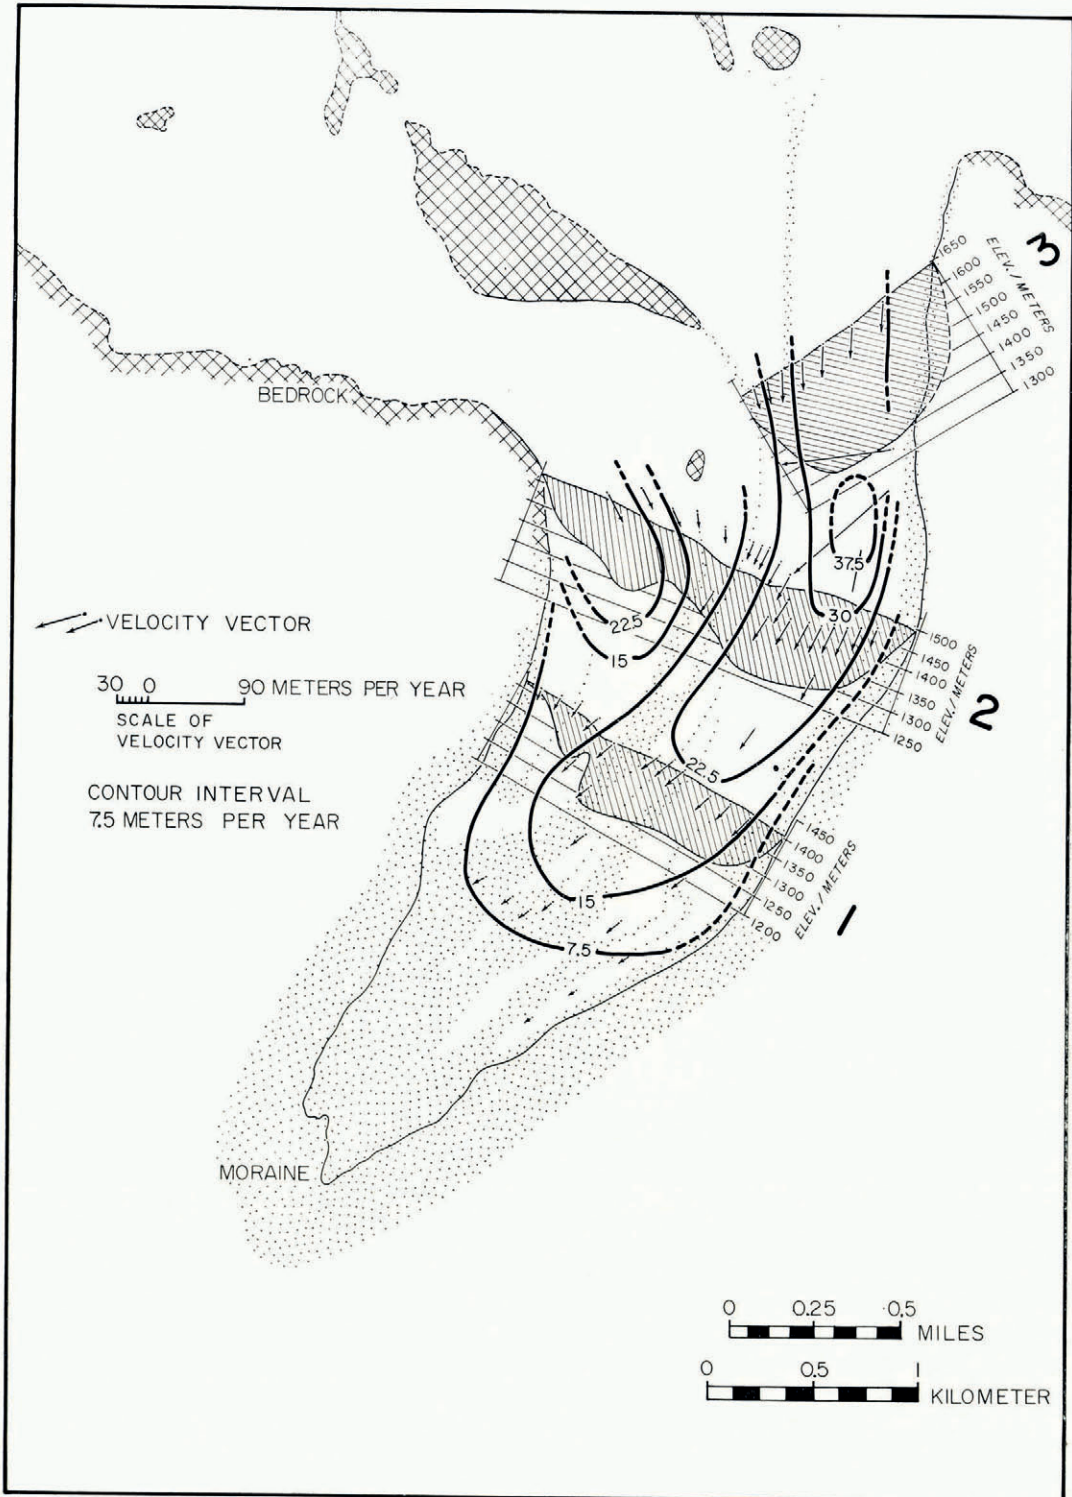 BEDROCK
3
ELEV./METERS
1650
1600
1550
1500
1450
1400
1350
1300
37.5
30
22.5
15
VELOCITY VECTOR
30 0 90 METERS PER YEAR
SCALE OF
VELOCITY VECTOR
CONTOUR INTERVAL
7.5 METERS PER YEAR
1500
1450
1400
1350
1300
1250
ELEV./METERS
2
22.5
1450
1400
1350
1300
1250
1200
ELEV./METERS
1
15
7.5
MORAINE
0 0.25 0.5
MILES
0 0.5 1
KILOMETER